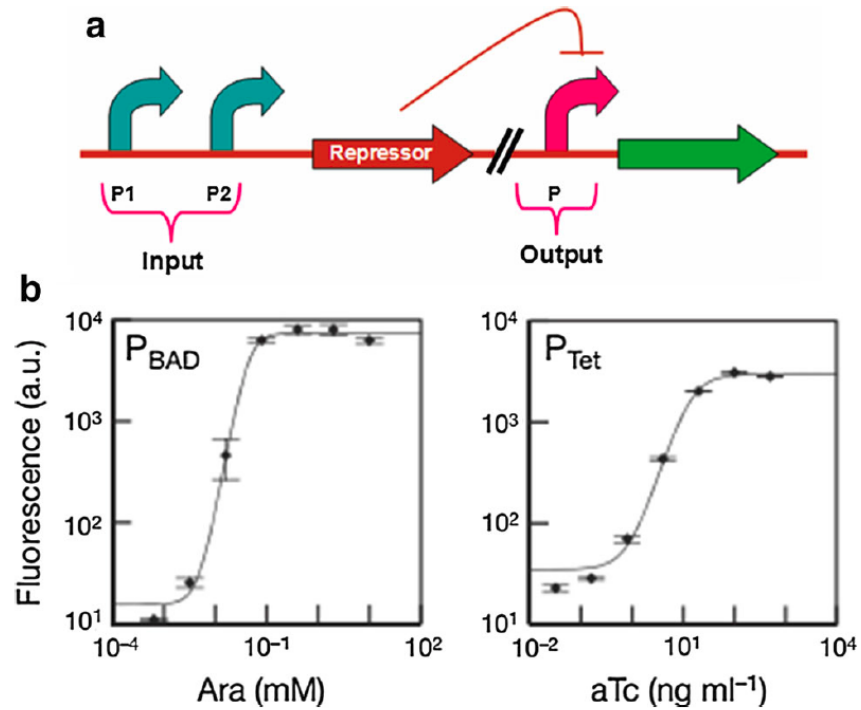 a
Repressor
P1 P2 P
Input Output
b
P_BAD P_Tet
Fluorescence (a.u.)
10⁴ 10⁴
10³ 10³
10² 10²
10¹ 10¹
10⁻⁴ 10⁻¹ 10² 10⁻² 10¹ 10⁴
Ara (mM) aTc (ng ml⁻¹)